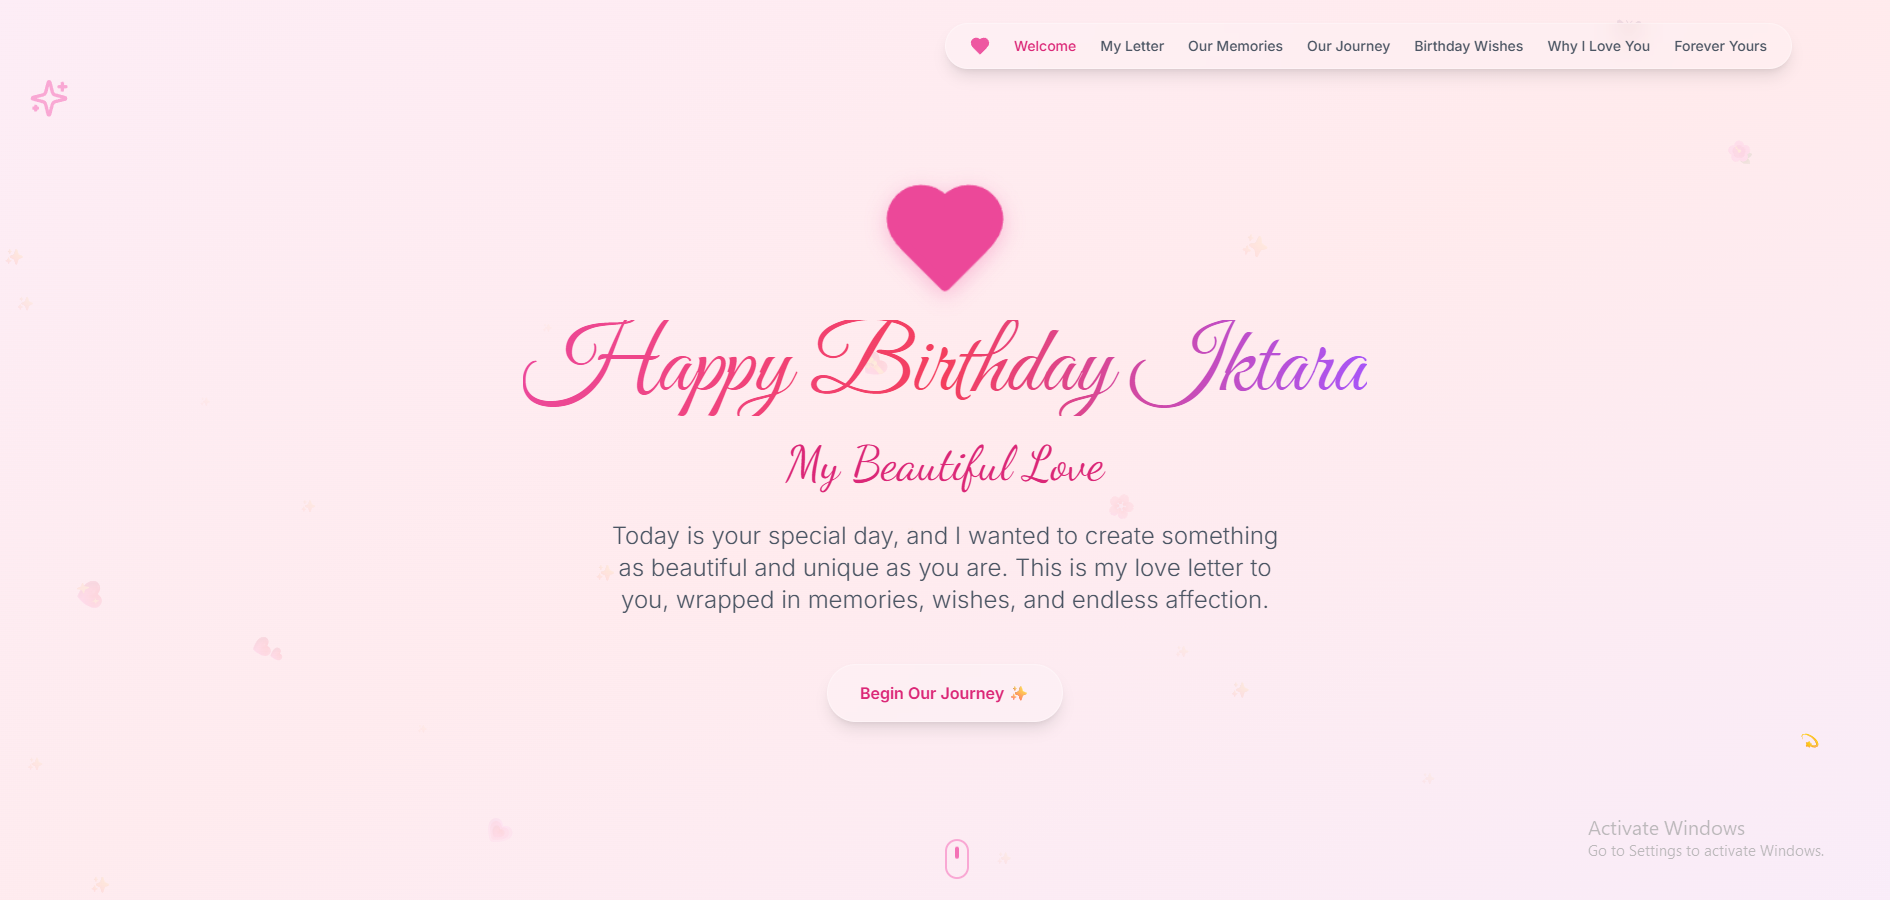 Welcome My Letter Our Memories Our Journey Birthday Wishes Why I Love You Forever Yours
Happy Birthday Iktara
My Beautiful Love
Today is your special day, and I wanted to create something
as beautiful and unique as you are. This is my love letter to
you, wrapped in memories, wishes, and endless affection.
Begin Our Journey ✨
Activate Windows
Go to Settings to activate Windows.